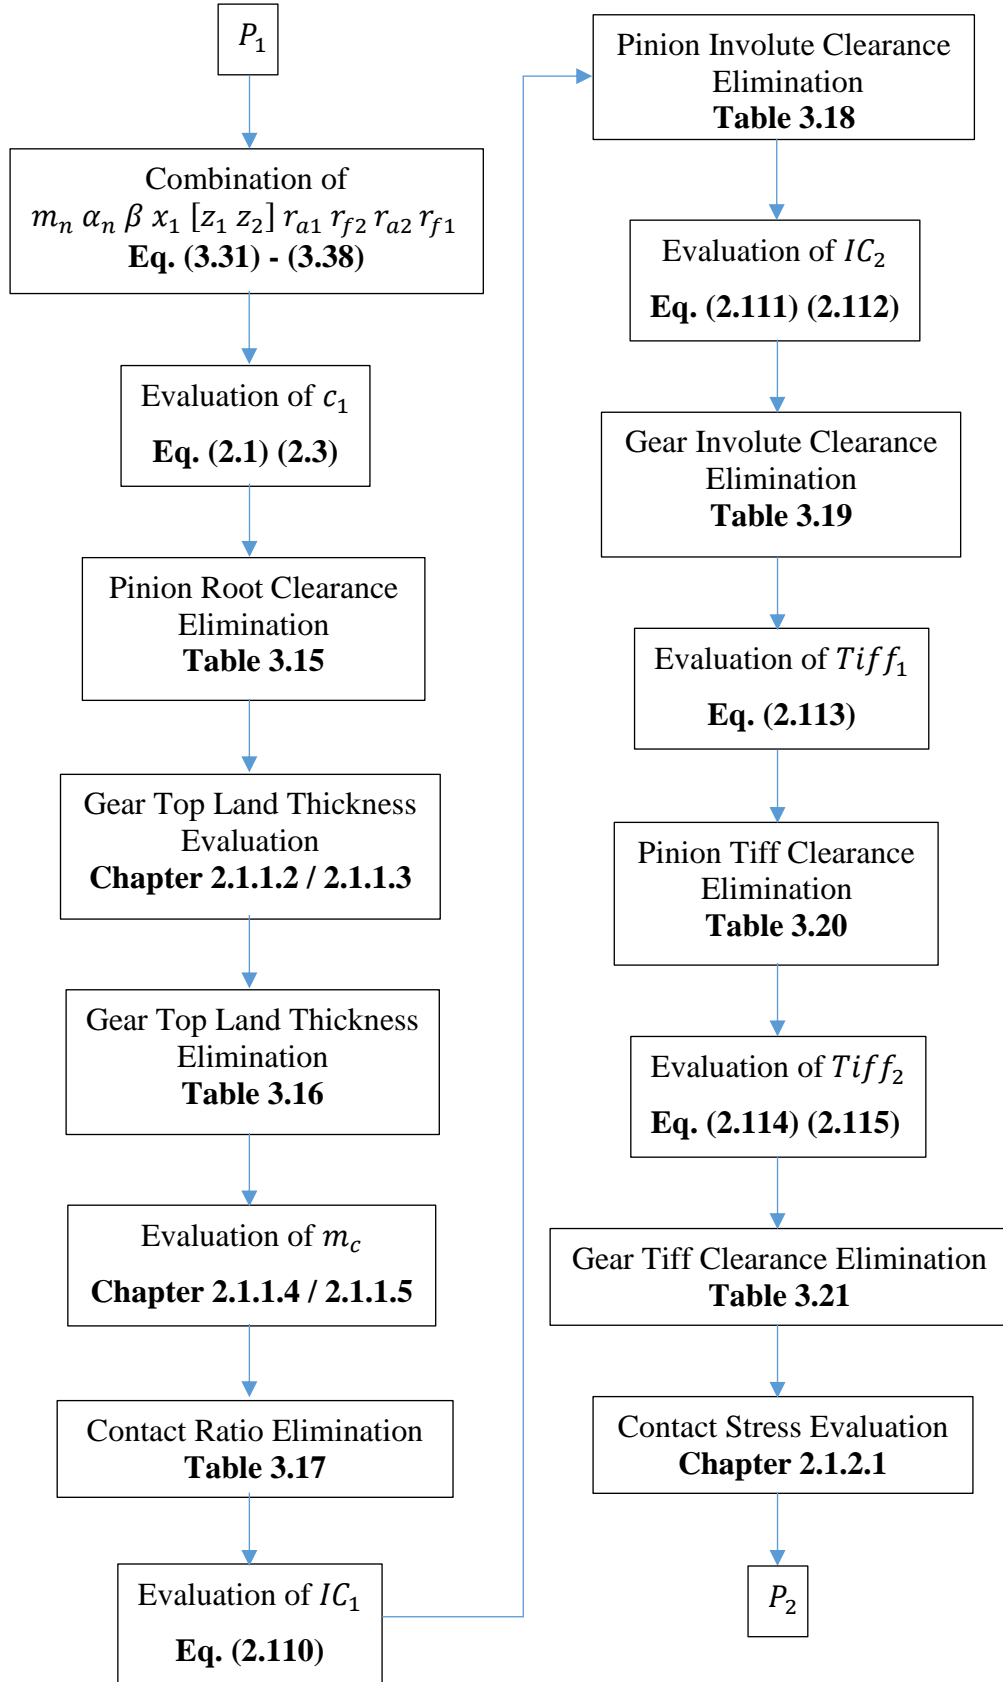 𝑃₁
Combination of
𝑚ₙ 𝛼ₙ 𝛽 𝑥₁ [𝑧₁ 𝑧₂] 𝑟ₐ₁ 𝑟_f2 𝑟ₐ₂ 𝑟_f1
Eq. (3.31) - (3.38)
Evaluation of 𝑐₁
Eq. (2.1) (2.3)
Pinion Root Clearance
Elimination
Table 3.15
Gear Top Land Thickness
Evaluation
Chapter 2.1.1.2 / 2.1.1.3
Gear Top Land Thickness
Elimination
Table 3.16
Evaluation of 𝑚_c
Chapter 2.1.1.4 / 2.1.1.5
Contact Ratio Elimination
Table 3.17
Evaluation of 𝐼𝐶₁
Eq. (2.110)
Pinion Involute Clearance
Elimination
Table 3.18
Evaluation of 𝐼𝐶₂
Eq. (2.111) (2.112)
Gear Involute Clearance
Elimination
Table 3.19
Evaluation of 𝑇𝑖𝑓𝑓₁
Eq. (2.113)
Pinion Tiff Clearance
Elimination
Table 3.20
Evaluation of 𝑇𝑖𝑓𝑓₂
Eq. (2.114) (2.115)
Gear Tiff Clearance Elimination
Table 3.21
Contact Stress Evaluation
Chapter 2.1.2.1
𝑃₂